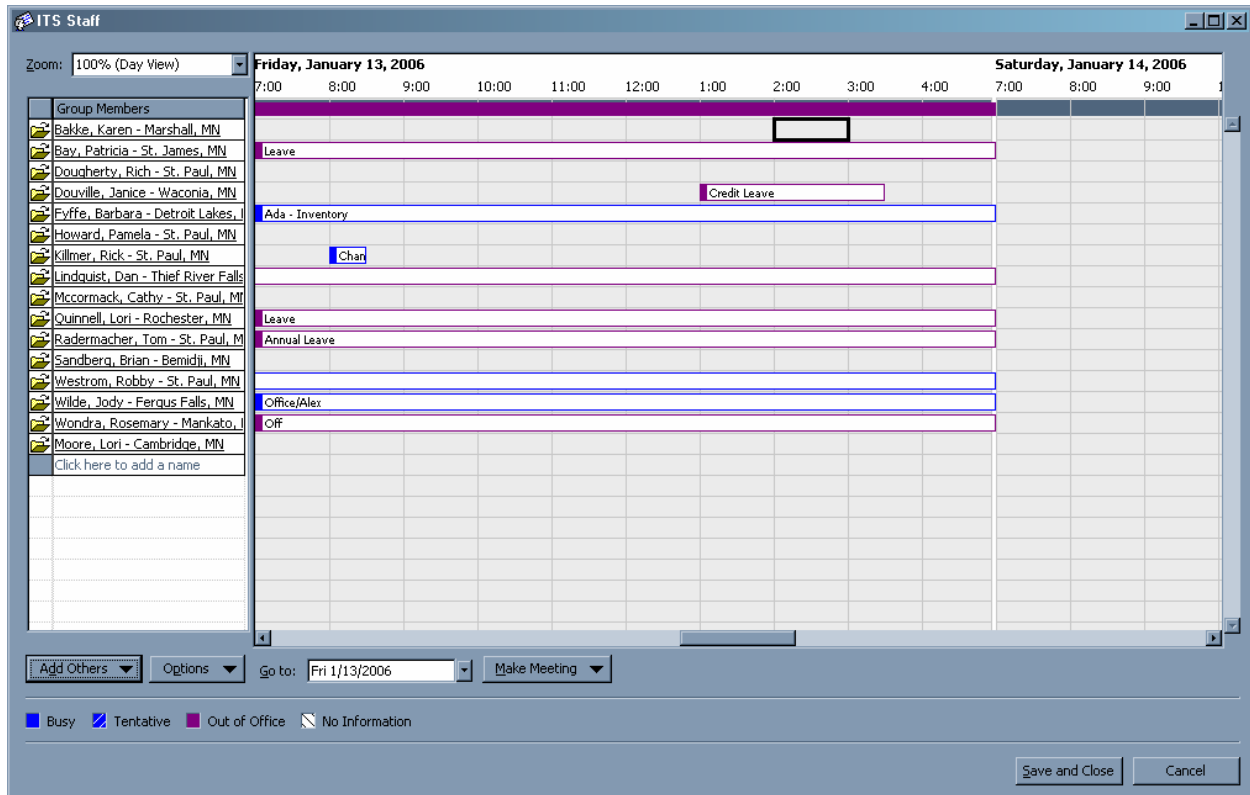 ITS Staff
Zoom: 100% (Day View)
Friday, January 13, 2006 Saturday, January 14, 2006
7:00 8:00 9:00 10:00 11:00 12:00 1:00 2:00 3:00 4:00 7:00 8:00 9:00 1
Group Members
Bakke, Karen - Marshall, MN
Bay, Patricia - St. James, MN Leave
Dougherty, Rich - St. Paul, MN
Douville, Janice - Waconia, MN Credit Leave
Fyffe, Barbara - Detroit Lakes, Ada - Inventory
Howard, Pamela - St. Paul, MN
Killmer, Rick - St. Paul, MN Chan
Lindquist, Dan - Thief River Falls
Mccormack, Cathy - St. Paul, MN
Quinnell, Lori - Rochester, MN Leave
Radermacher, Tom - St. Paul, M Annual Leave
Sandberg, Brian - Bemidji, MN
Westrom, Robby - St. Paul, MN
Wilde, Jody - Fergus Falls, MN Office/Alex
Wondra, Rosemary - Mankato, Off
Moore, Lori - Cambridge, MN
Click here to add a name
Add Others Options Go to: Fri 1/13/2006 Make Meeting
Busy Tentative Out of Office No Information
Save and Close Cancel